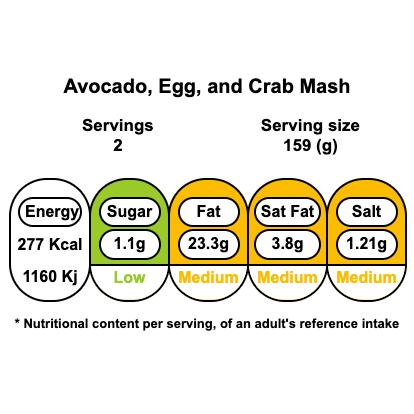 Avocado, Egg, and Crab Mash
Servings Serving size
2 159 (g)
Energy Sugar Fat Sat Fat Salt
277 Kcal 1.1g 23.3g 3.8g 1.21g
1160 Kj Low Medium Medium Medium
* Nutritional content per serving, of an adult's reference intake